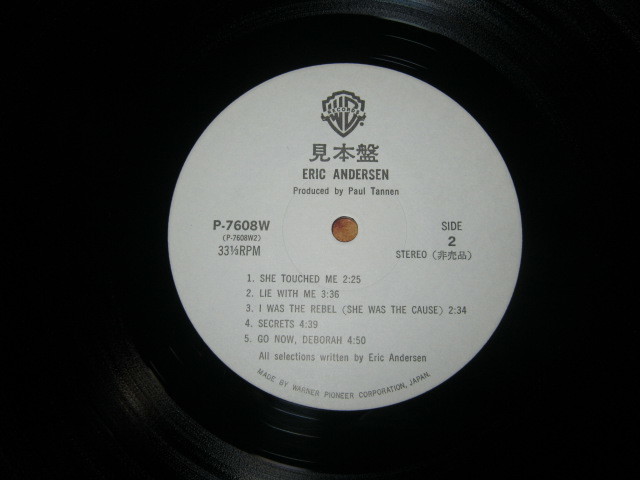 RECORDS
見本盤
ERIC ANDERSEN
Produced by Paul Tannen
P-7608W
(P-7608W2)
33⅓RPM
SIDE
2
STEREO (非売品)
1. SHE TOUCHED ME 2:25
2. LIE WITH ME 3:36
3. I WAS THE REBEL (SHE WAS THE CAUSE) 2:34
4. SECRETS 4:39
5. GO NOW, DEBORAH 4:50
All selections written by Eric Andersen
MADE BY WARNER PIONEER CORPORATION, JAPAN.